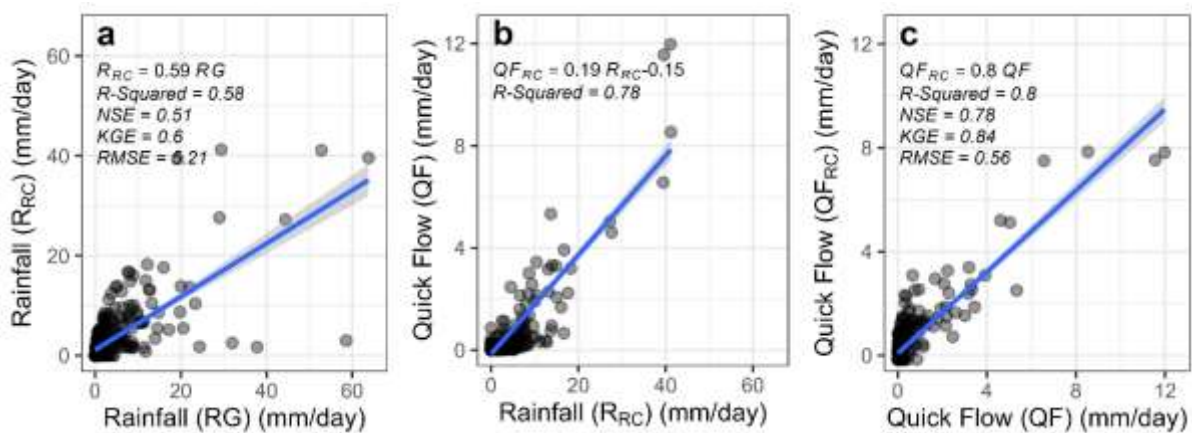 a
R_RC = 0.59 RG
R-Squared = 0.58
NSE = 0.51
KGE = 0.6
RMSE = 5.21
60
40
20
0
0
20
40
60
Rainfall (R_RC) (mm/day)
Rainfall (RG) (mm/day)
b
QF_RC = 0.19 R_RC-0.15
R-Squared = 0.78
12
8
4
0
0
20
40
60
Quick Flow (QF) (mm/day)
Rainfall (R_RC) (mm/day)
c
QF_RC = 0.8 QF
R-Squared = 0.8
NSE = 0.78
KGE = 0.84
RMSE = 0.56
12
8
4
0
0
4
8
12
Quick Flow (QF_RC) (mm/day)
Quick Flow (QF) (mm/day)